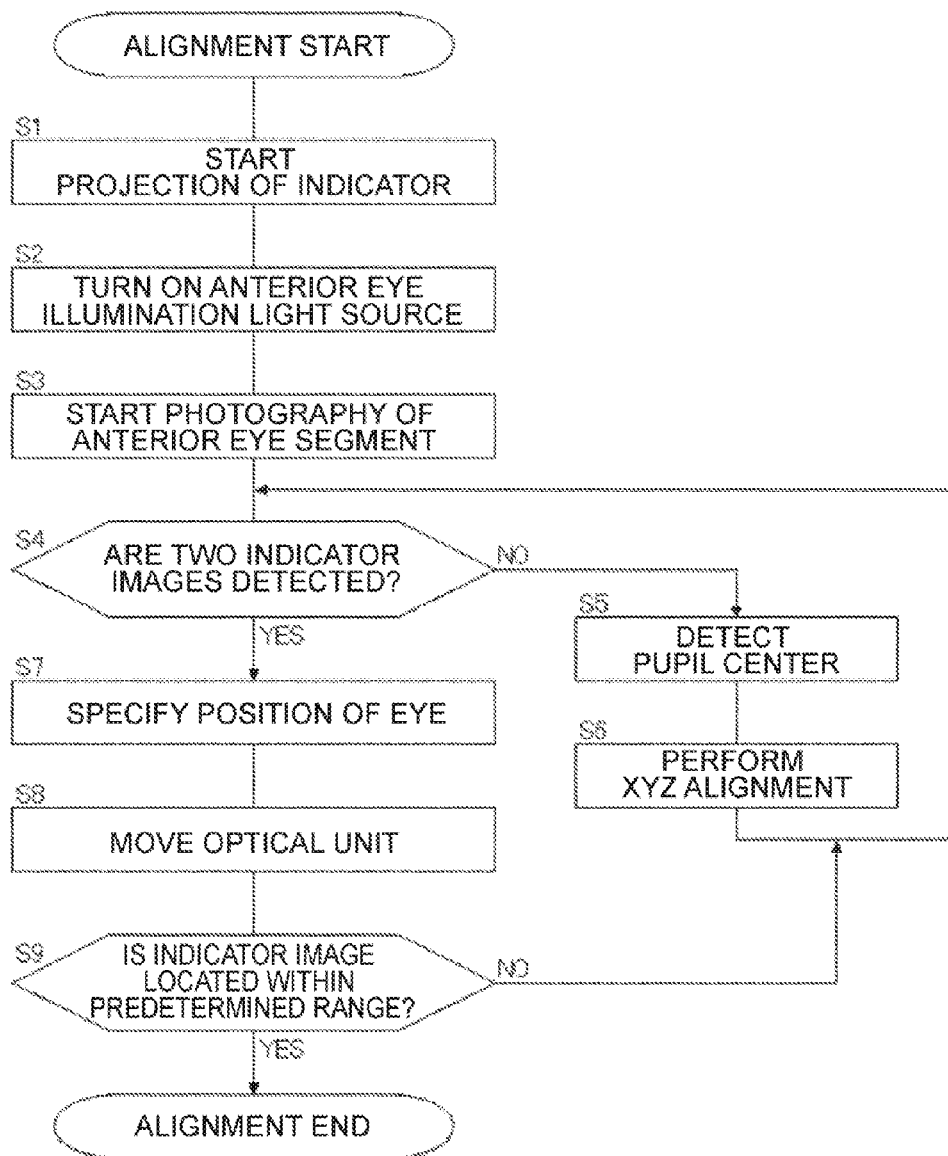 ALIGNMENT START
S1
START
PROJECTION OF INDICATOR
S2
TURN ON ANTERIOR EYE
ILLUMINATION LIGHT SOURCE
S3
START PHOTOGRAPHY OF
ANTERIOR EYE SEGMENT
S4
ARE TWO INDICATOR
IMAGES DETECTED?
NO
YES
S5
DETECT
PUPIL CENTER
S6
PERFORM
XYZ ALIGNMENT
S7
SPECIFY POSITION OF EYE
S8
MOVE OPTICAL UNIT
S9
IS INDICATOR IMAGE
LOCATED WITHIN
PREDETERMINED RANGE?
NO
YES
ALIGNMENT END